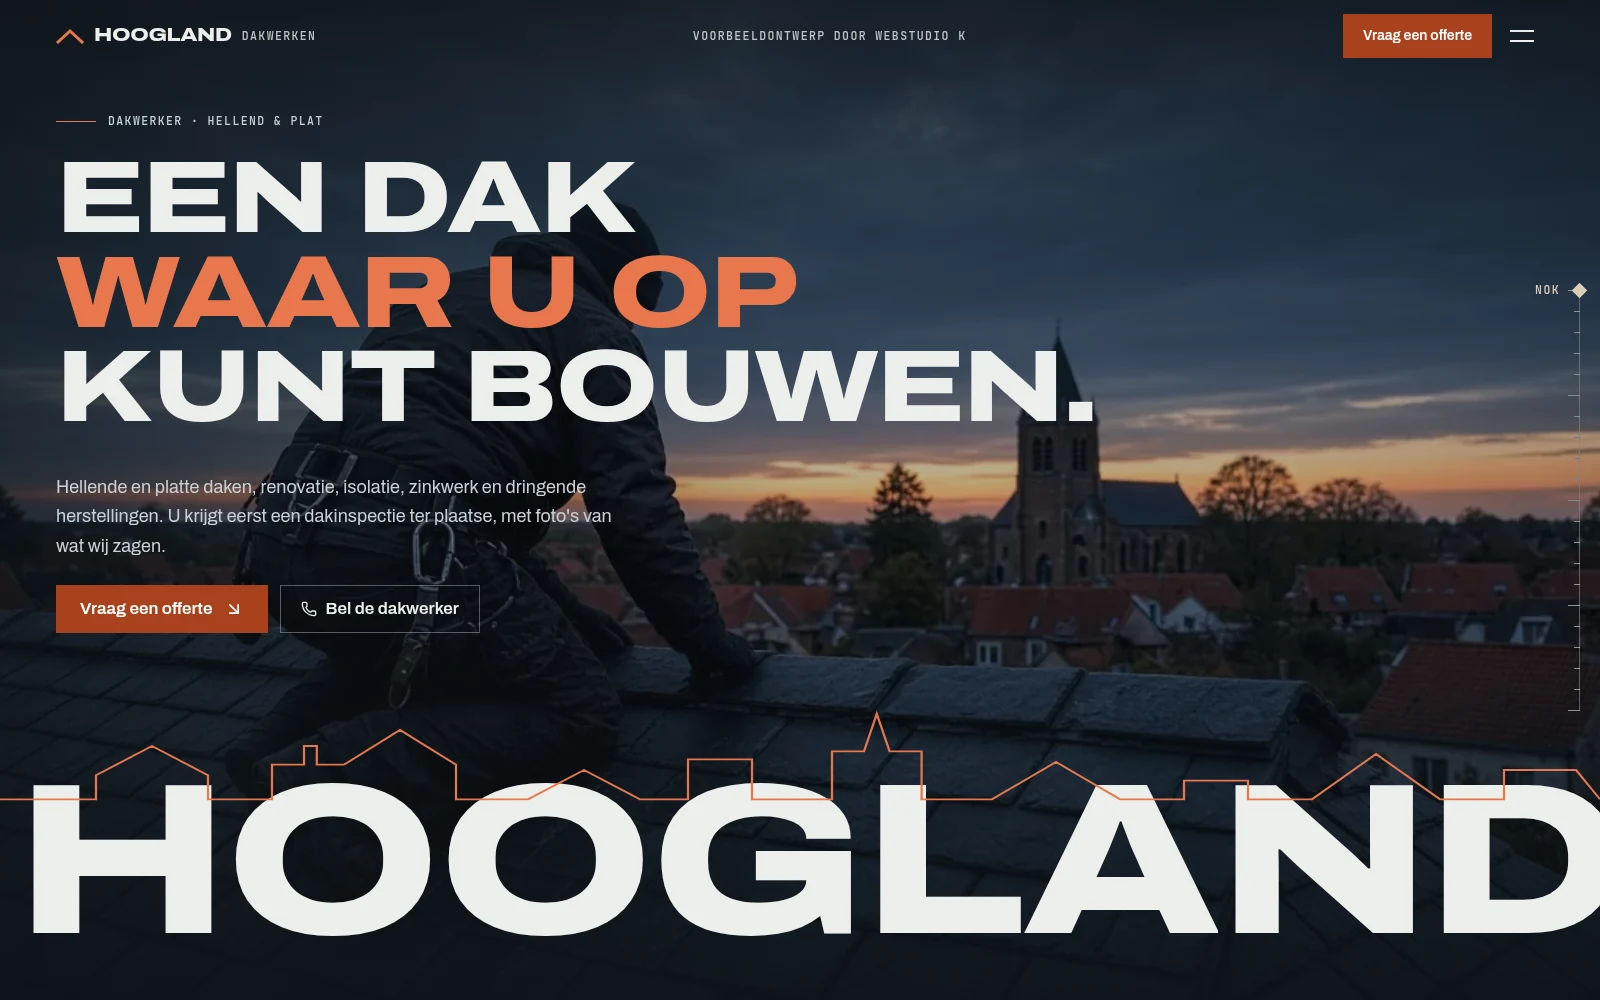 HOOGLAND DAKWERKEN
VOORBEELDONTWERP DOOR WEBSTUDIO K
Vraag een offerte
DAKWERKER · HELLEND & PLAT
EEN DAK
WAAR U OP
KUNT BOUWEN.
NOK
Hellende en platte daken, renovatie, isolatie, zinkwerk en dringende
herstellingen. U krijgt eerst een dakinspectie ter plaatse, met foto's van
wat wij zagen.
Vraag een offerte
Bel de dakwerker
HOOGLAND